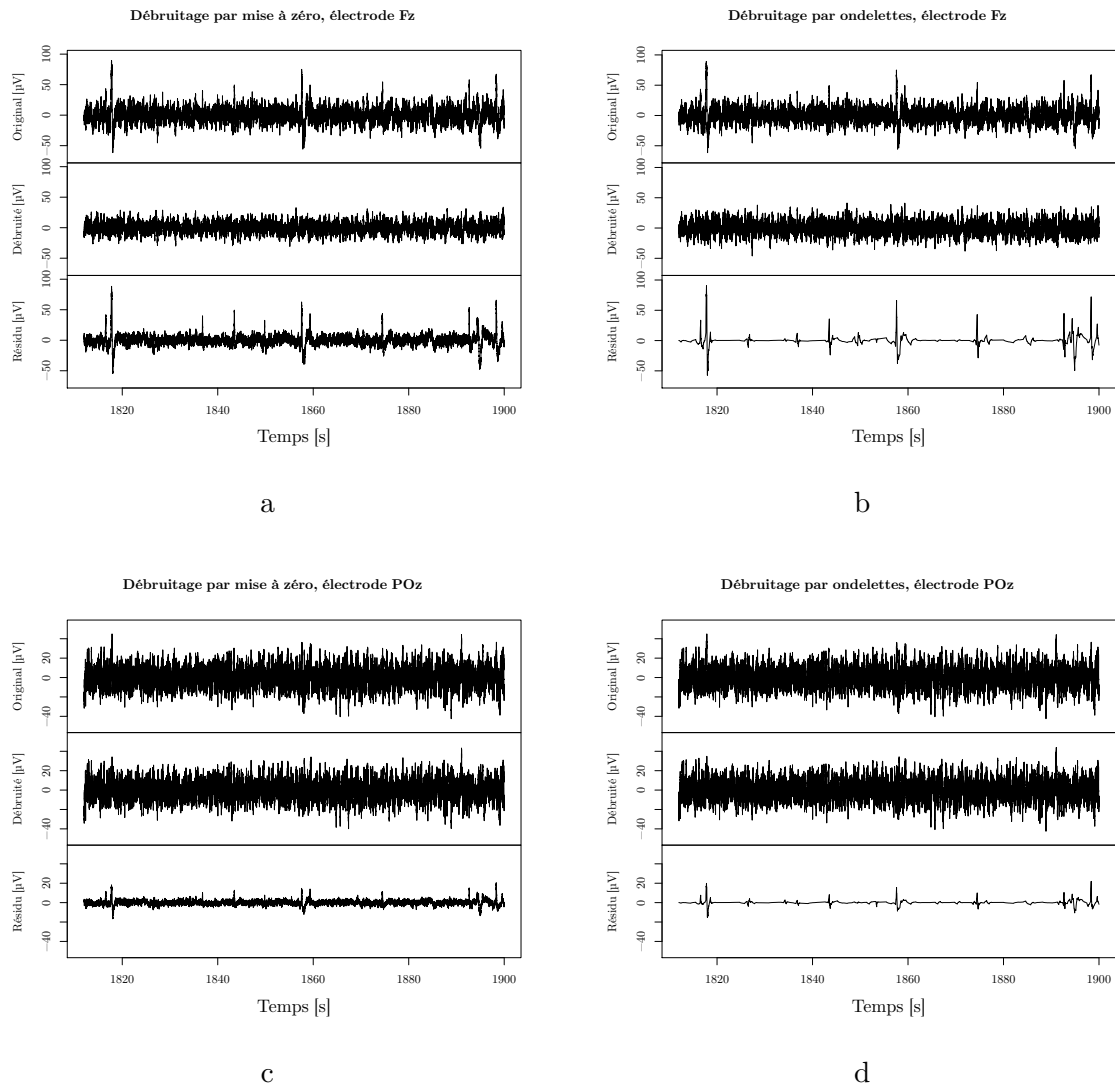 Débruitage par mise à zéro, électrode Fz
Original [µV]
−50 0 50 100
Débruité [µV]
−50 0 50 100
Résidu [µV]
−50 0 50 100
1820 1840 1860 1880 1900
Temps [s]
a
Débruitage par ondelettes, électrode Fz
Original [µV]
−50 0 50 100
Débruité [µV]
−50 0 50 100
Résidu [µV]
−50 0 50 100
1820 1840 1860 1880 1900
Temps [s]
b
Débruitage par mise à zéro, électrode POz
Original [µV]
−40 0 20
Débruité [µV]
−40 0 20
Résidu [µV]
−40 0 20
1820 1840 1860 1880 1900
Temps [s]
c
Débruitage par ondelettes, électrode POz
Original [µV]
−40 0 20
Débruité [µV]
−40 0 20
Résidu [µV]
−40 0 20
1820 1840 1860 1880 1900
Temps [s]
d